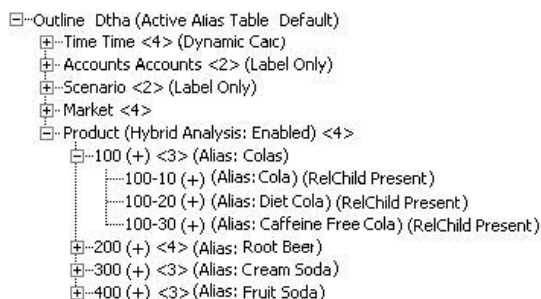 Outline Dtha (Active Alias Table Default)
Time Time <4> (Dynamic Calc)
Accounts Accounts <2> (Label Only)
Scenario <2> (Label Only)
Market <4>
Product (Hybrid Analysis: Enabled) <4>
100 (+) <3> (Alias: Colas)
100-10 (+) (Alias: Cola) (RelChild Present)
100-20 (+) (Alias: Diet Cola) (RelChild Present)
100-30 (+) (Alias: Caffeine Free Cola) (RelChild Present)
200 (+) <4> (Alias: Root Beer)
300 (+) <3> (Alias: Cream Soda)
400 (+) <3> (Alias: Fruit Soda)